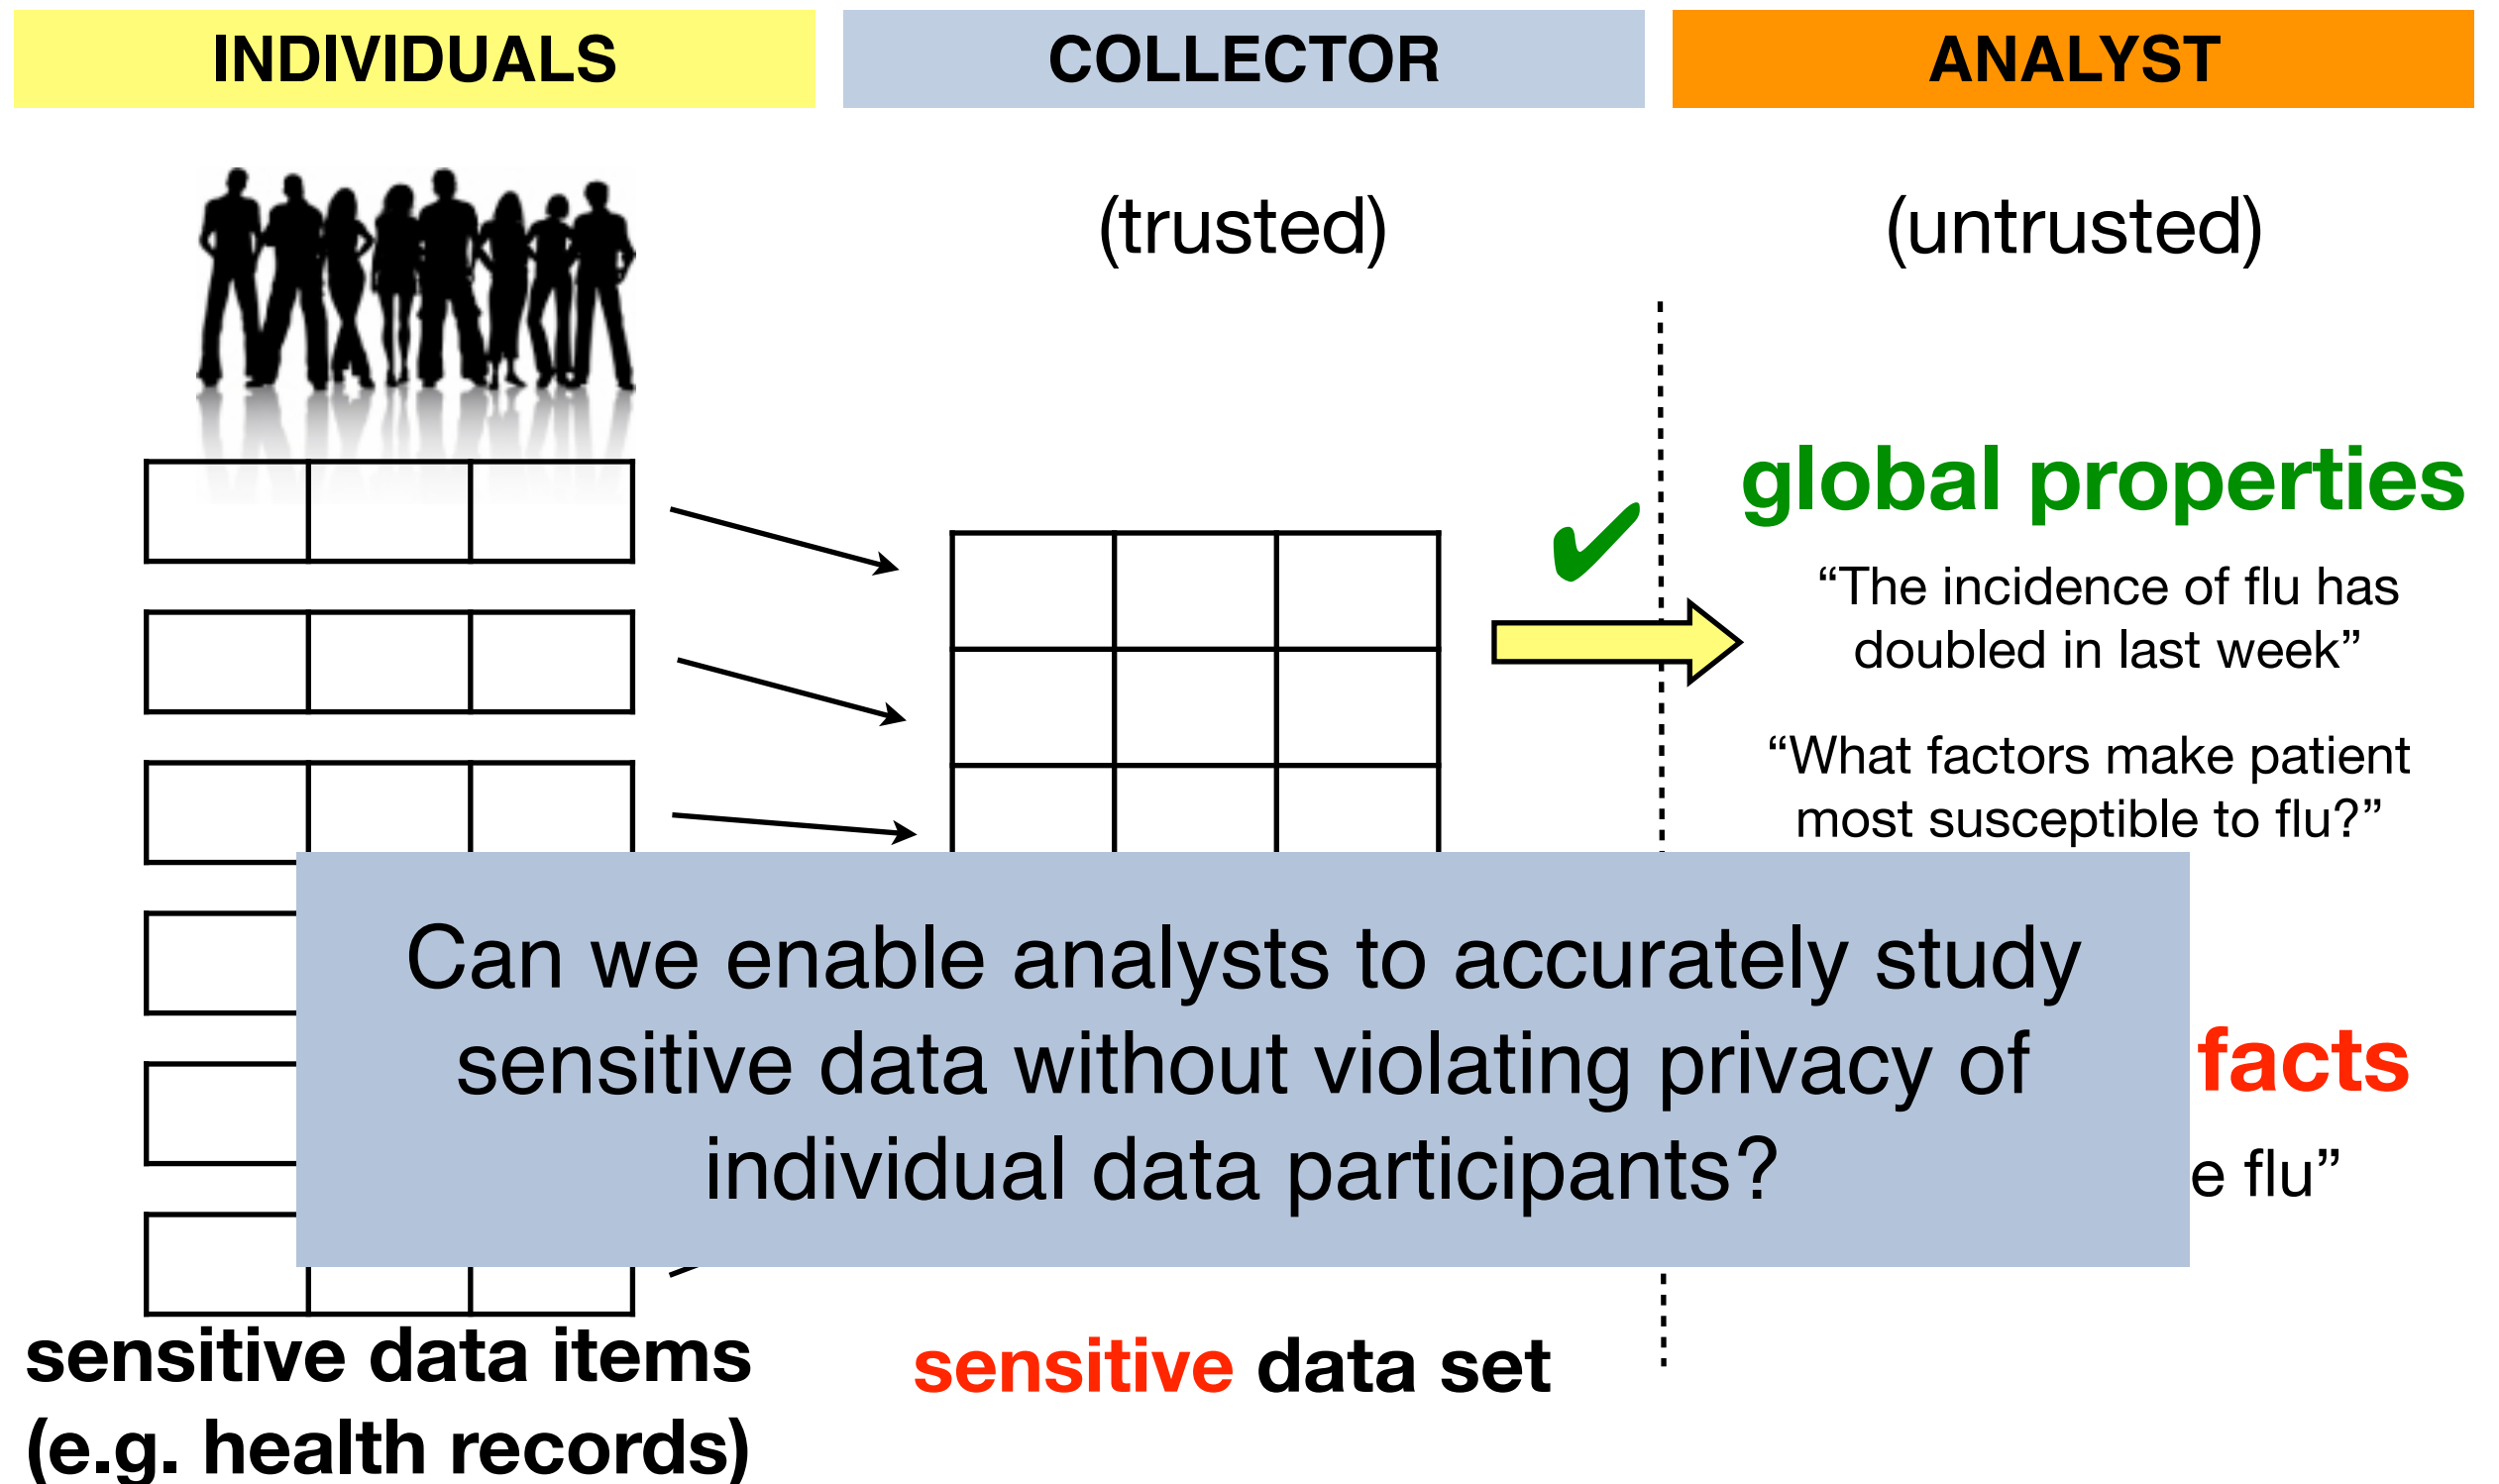 INDIVIDUALS
COLLECTOR
ANALYST
(trusted)
(untrusted)
global properties
“The incidence of flu has
doubled in last week”
“What factors make patient
most susceptible to flu?”
Can we enable analysts to accurately study
sensitive data without violating privacy of
individual data participants?
facts
e flu”
sensitive data items
(e.g. health records)
sensitive data set